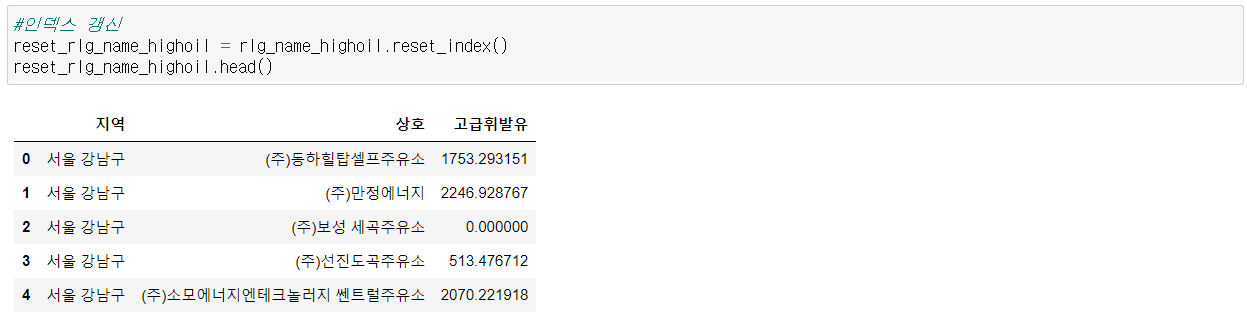 #인덱스 갱신
reset_rlg_name_highoil = rlg_name_highoil.reset_index()
reset_rlg_name_highoil.head()
지역 상호 고급휘발유
0 서울 강남구 (주)동하힐탑셀프주유소 1753.293151
1 서울 강남구 (주)만정에너지 2246.928767
2 서울 강남구 (주)보성 세곡주유소 0.000000
3 서울 강남구 (주)선진도곡주유소 513.476712
4 서울 강남구 (주)소모에너지엔테크놀러지 쎈트럴주유소 2070.221918